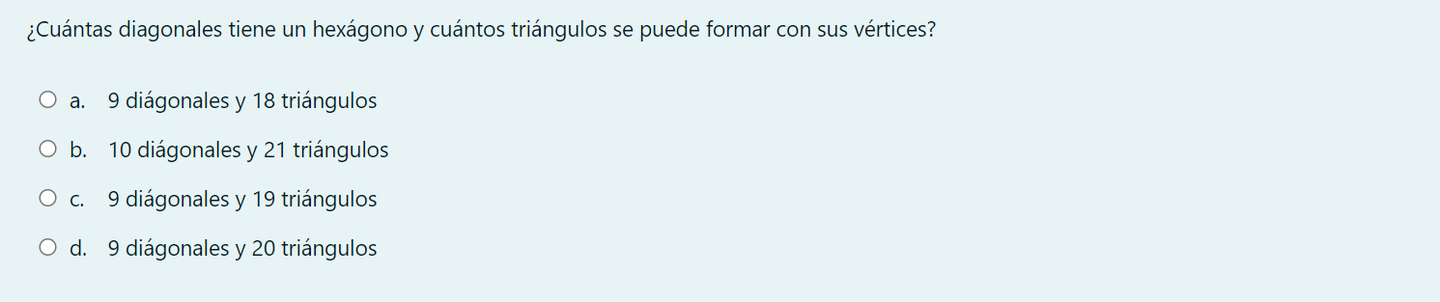 ¿Cuántas diagonales tiene un hexágono y cuántos triángulos se puede formar con sus vértices?
a. 9 diágonales y 18 triángulos
b. 10 diágonales y 21 triángulos
c. 9 diágonales y 19 triángulos
d. 9 diágonales y 20 triángulos